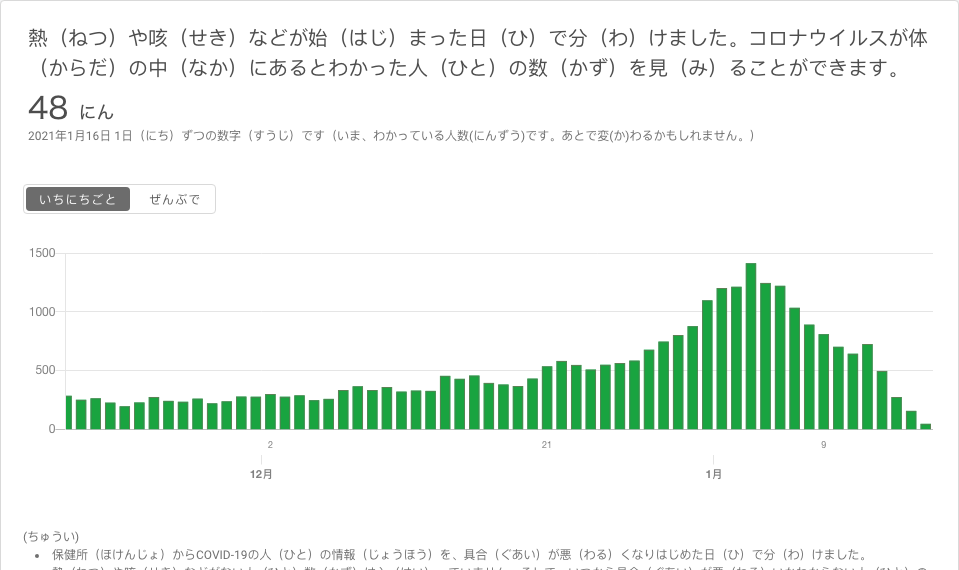 熱（ねつ）や咳（せき）などが始（はじ）まった日（ひ）で分（わ）けました。コロナウイルスが体
（からだ）の中（なか）にあるとわかった人（ひと）の数（かず）を見（み）ることができます。
48 にん
2021年1月16日 1日（にち）ずつの数字（すうじ）です（いま、わかっている人数(にんずう)です。あとで変(か)わるかもしれません。）
いちにちごと ぜんぶで
1500
1000
500
0
2 21 9
12月 1月
(ちゅうい)
• 保健所（ほけんじょ）からCOVID-19の人（ひと）の情報（じょうほう）を、具合（ぐあい）が悪（わる）くなりはじめた日（ひ）で分（わ）けました。